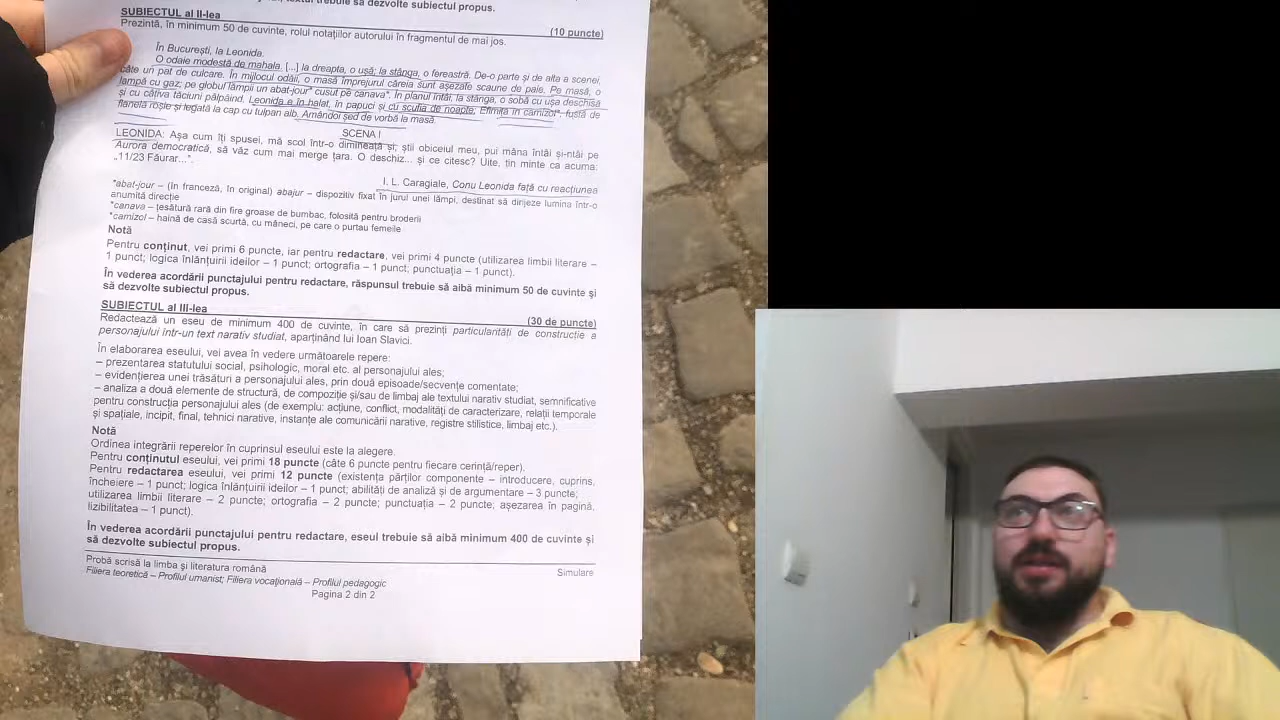 textul trebuie să dezvolte subiectul propus.
SUBIECTUL al II-lea (10 puncte)
Prezintă, în minimum 50 de cuvinte, rolul notațiilor autorului în fragmentul de mai jos.
În București, la Leonida.
O odaie modestă de mahala. [...] la dreapta, o ușă; la stânga, o fereastră. De-o parte și de alta a scenei,
câte un pat de culcare. În mijlocul odăii, o masă împrejurul căreia sunt așezate scaune de paie. Pe masă, o
lampă cu gaz; pe globul lămpii un abat-jour* cusut pe canava*. În planul întâi, la stânga, o sobă cu ușa deschisă
și cu câțiva tăciuni pâlpâind. Leonida e în halat, în papuci și cu scufia de noapte, Efimița în camizol*, fustă de
flanelă roșie și legată la cap cu tulpan alb. Amândoi șed de vorbă la masă.
SCENA I
LEONIDA: Așa cum îți spusei, mă scol într-o dimineață și, știi obiceiul meu, pui mâna întâi și-ntâi pe
Aurora democratică, să văz cum mai merge țara. O deschiz... și ce citesc? Uite, țin minte ca acuma:
„11/23 Făurar...”.
I. L. Caragiale, Conu Leonida față cu reacțiunea
*abat-jour – (în franceză, în original) abajur – dispozitiv fixat în jurul unei lămpi, destinat să dirijeze lumina într-o
anumită direcție
*canava – țesătură rară din fire groase de bumbac, folosită pentru broderii
*camizol – haină de casă scurtă, cu mâneci, pe care o purtau femeile
Notă
Pentru conținut, vei primi 6 puncte, iar pentru redactare, vei primi 4 puncte (utilizarea limbii literare –
1 punct; logica înlănțuirii ideilor – 1 punct; ortografia – 1 punct; punctuația – 1 punct).
În vederea acordării punctajului pentru redactare, răspunsul trebuie să aibă minimum 50 de cuvinte și
să dezvolte subiectul propus.
SUBIECTUL al III-lea (30 de puncte)
Redactează un eseu de minimum 400 de cuvinte, în care să prezinți particularități de construcție a
personajului intr-un text narativ studiat, aparținând lui Ioan Slavici.
În elaborarea eseului, vei avea în vedere următoarele repere:
– prezentarea statutului social, psihologic, moral etc. al personajului ales;
– evidențierea unei trăsături a personajului ales, prin două episoade/secvențe comentate;
– analiza a două elemente de structură, de compoziție și/sau de limbaj ale textului narativ studiat, semnificative
pentru construcția personajului ales (de exemplu: acțiune, conflict, modalități de caracterizare, relații temporale
și spațiale, incipit, final, tehnici narative, instanțe ale comunicării narative, registre stilistice, limbaj etc.).
Notă
Ordinea integrării reperelor în cuprinsul eseului este la alegere.
Pentru conținutul eseului, vei primi 18 puncte (câte 6 puncte pentru fiecare cerință/reper).
Pentru redactarea eseului, vei primi 12 puncte (existența părților componente – introducere, cuprins,
încheiere – 1 punct; logica înlănțuirii ideilor – 1 punct; abilități de analiză și de argumentare – 3 puncte;
utilizarea limbii literare – 2 puncte; ortografia – 2 puncte; punctuația – 2 puncte; așezarea în pagină,
lizibilitatea – 1 punct).
În vederea acordării punctajului pentru redactare, eseul trebuie să aibă minimum 400 de cuvinte și
să dezvolte subiectul propus.
Probă scrisă la limba și literatura română Simulare
Filiera teoretică – Profilul umanist; Filiera vocațională – Profilul pedagogic
Pagina 2 din 2